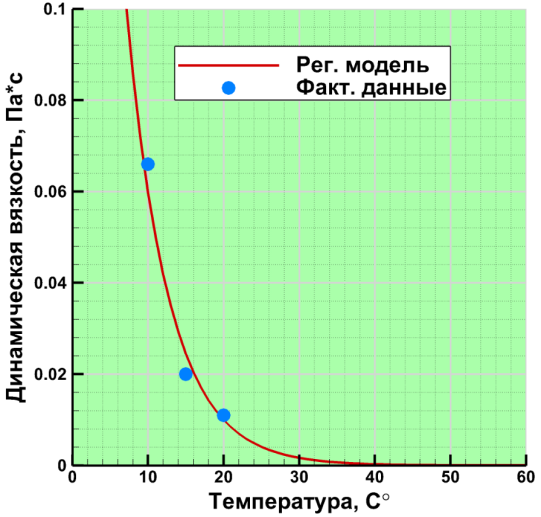 Динамическая вязкость, Па*с
0.1
0.08
0.06
0.04
0.02
0
Рег. модель
Факт. данные
0 10 20 30 40 50 60
Температура, C°